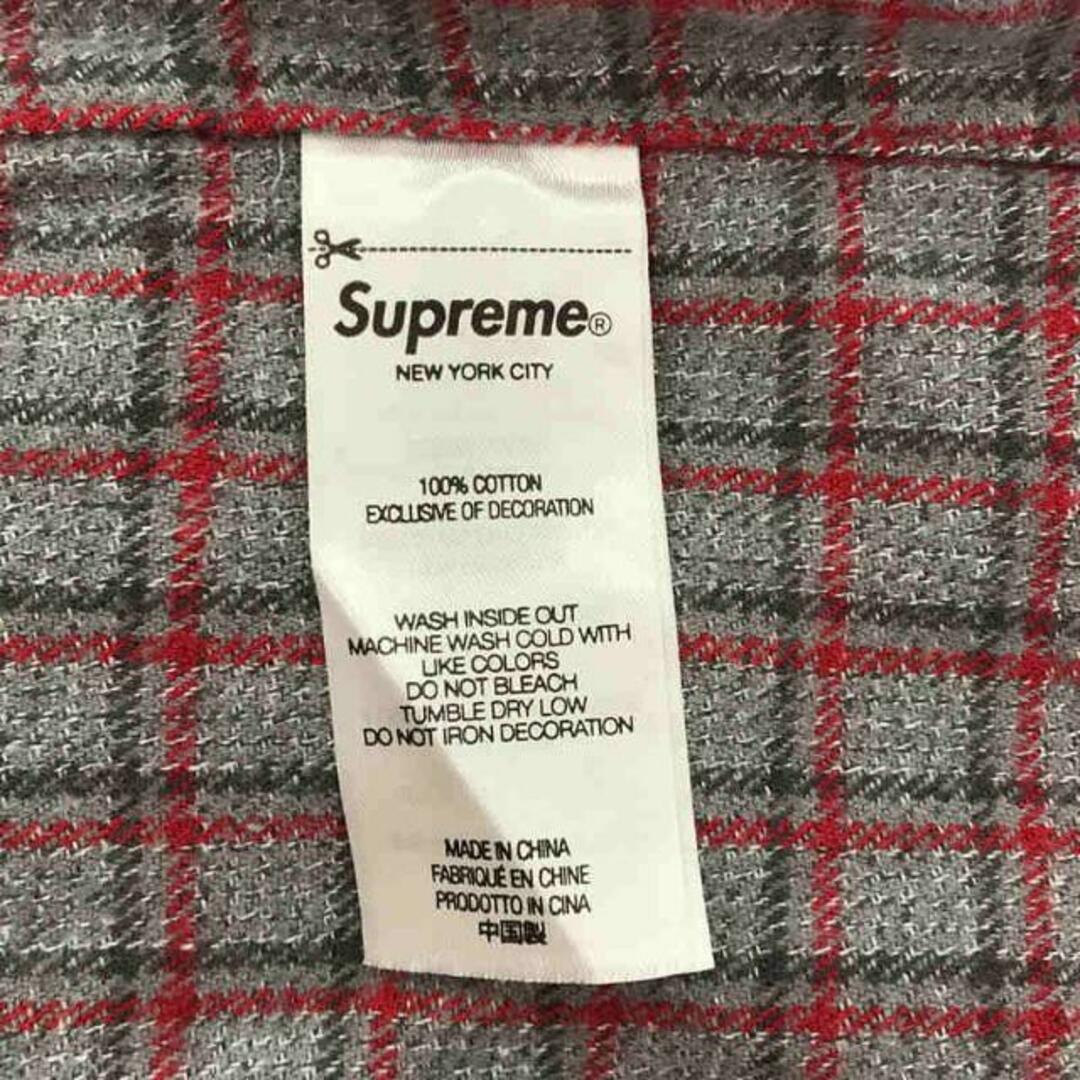 Supreme®
NEW YORK CITY
100% COTTON
EXCLUSIVE OF DECORATION
WASH INSIDE OUT
MACHINE WASH COLD WITH
LIKE COLORS
DO NOT BLEACH
TUMBLE DRY LOW
DO NOT IRON DECORATION
MADE IN CHINA
FABRIQUÉ EN CHINE
PRODOTTO IN CINA
中国製